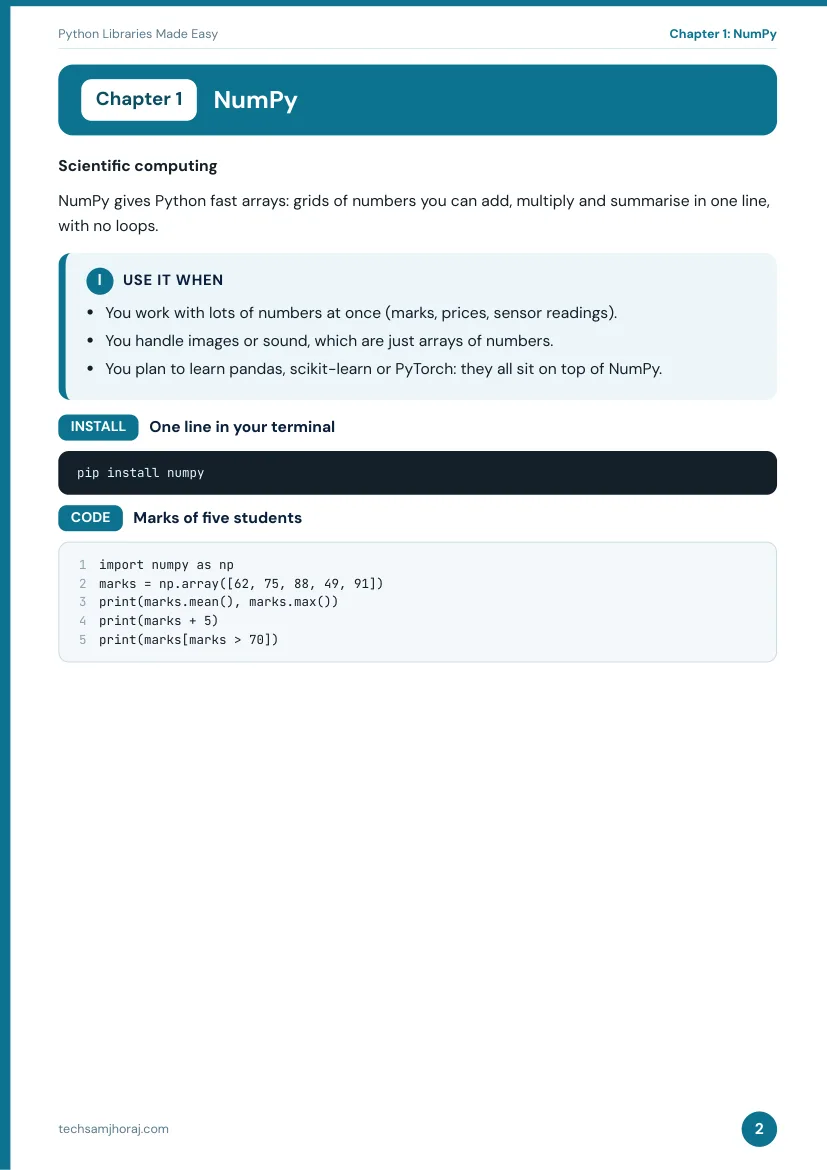 Python Libraries Made Easy
Chapter 1: NumPy
Chapter 1 NumPy
Scientific computing
NumPy gives Python fast arrays: grids of numbers you can add, multiply and summarise in one line,
with no loops.
I USE IT WHEN
• You work with lots of numbers at once (marks, prices, sensor readings).
• You handle images or sound, which are just arrays of numbers.
• You plan to learn pandas, scikit-learn or PyTorch: they all sit on top of NumPy.
INSTALL One line in your terminal
pip install numpy
CODE Marks of five students
1 import numpy as np
2 marks = np.array([62, 75, 88, 49, 91])
3 print(marks.mean(), marks.max())
4 print(marks + 5)
5 print(marks[marks > 70])
techsamjhoraj.com
2